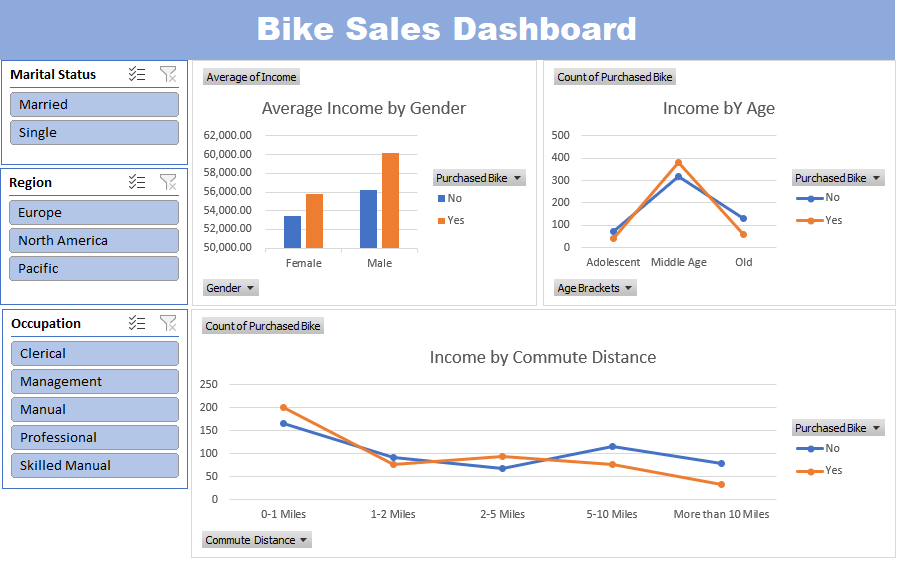 Bike Sales Dashboard
Marital Status
Married
Single
Region
Europe
North America
Pacific
Occupation
Clerical
Management
Manual
Professional
Skilled Manual
Average of Income
Average Income by Gender
62,000.00
60,000.00
58,000.00
56,000.00
54,000.00
52,000.00
50,000.00
Female Male
Purchased Bike
No
Yes
Gender
Count of Purchased Bike
Income bY Age
500
400
300
200
100
0
Adolescent Middle Age Old
Purchased Bike
No
Yes
Age Brackets
Count of Purchased Bike
Income by Commute Distance
250
200
150
100
50
0
0-1 Miles 1-2 Miles 2-5 Miles 5-10 Miles More than 10 Miles
Purchased Bike
No
Yes
Commute Distance